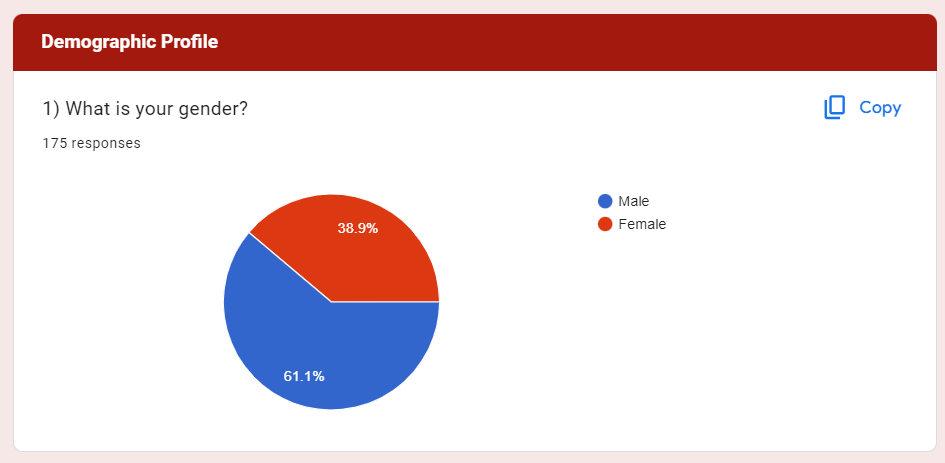 Demographic Profile
1) What is your gender?
Copy
175 responses
Male
Female
38.9%
61.1%